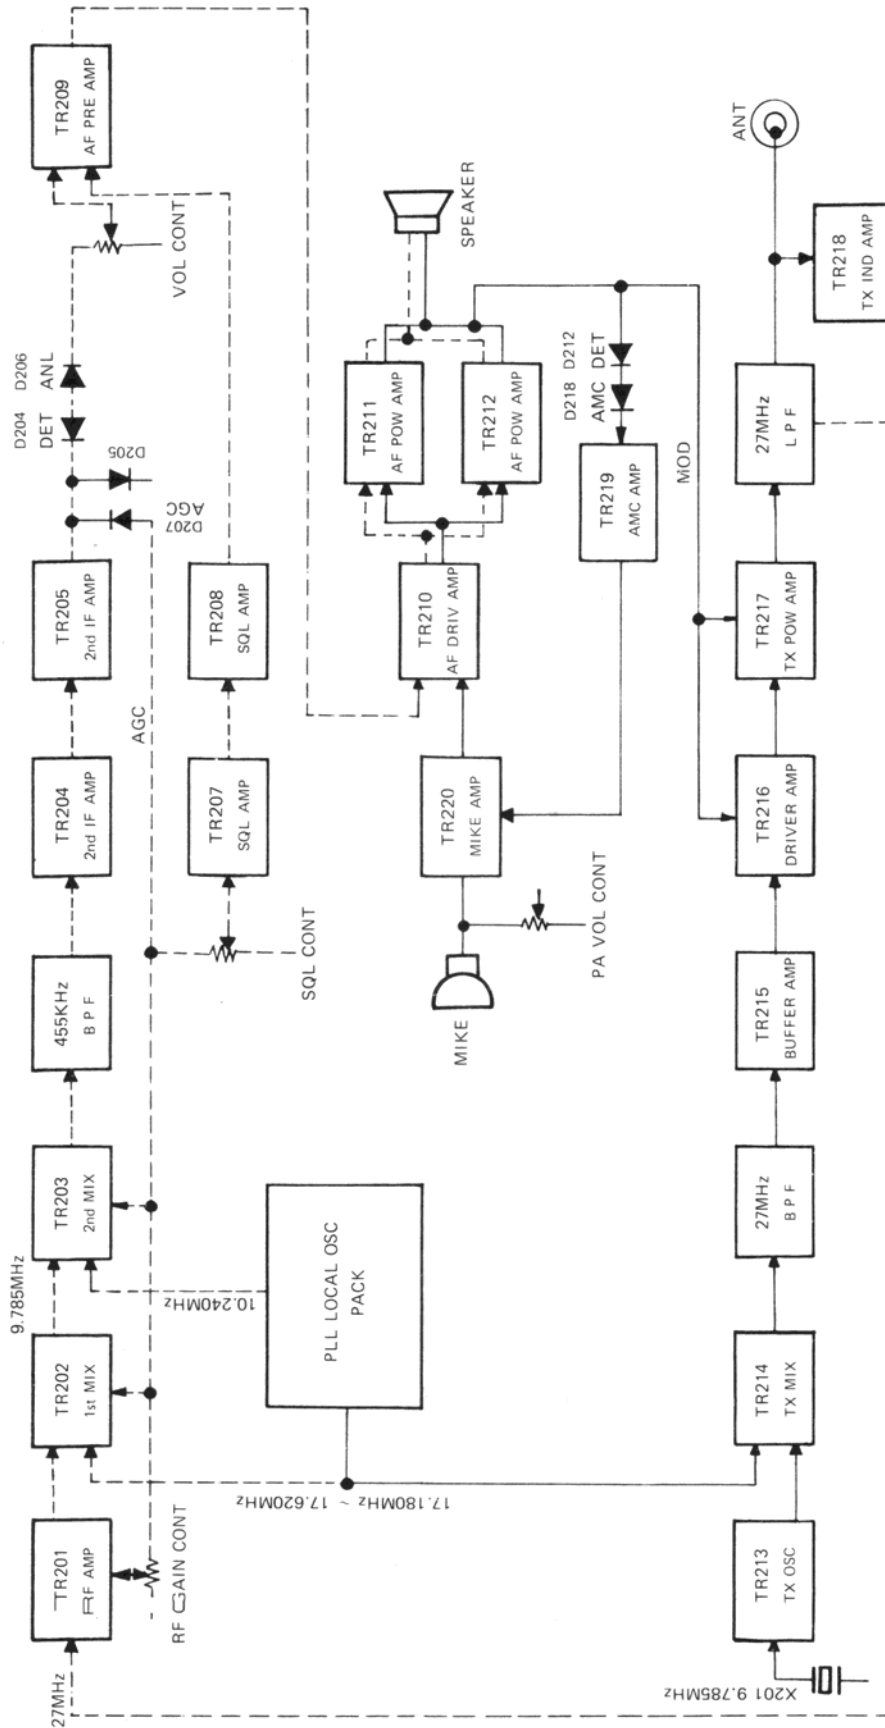 27MHz
TR201
RF AMP
RF GAIN CONT
TR202
1st MIX
9.785MHz
TR203
2nd MIX
455KHz
B P F
TR204
2nd IF AMP
TR205
2nd IF AMP
AGC
D207
AGC
D205
D204
DET
D206
ANL
VOL CONT
TR209
AF PRE AMP
SQL CONT
TR207
SQL AMP
TR208
SQL AMP
10.240MHz
17.180MHz ~ 17.620MHz
PLL LOCAL OSC
PACK
MIKE
PA VOL CONT
TR220
MIKE AMP
TR210
AF DRIV AMP
TR211
AF POW AMP
TR212
AF POW AMP
SPEAKER
D218 D212
AMC DET
TR219
AMC AMP
MOD
X201 9.785MHz
TR213
TX OSC
TR214
TX MIX
27MHz
B P F
TR215
BUFFER AMP
TR216
DRIVER AMP
TR217
TX POW AMP
27MHz
L P F
ANT
TR218
TX IND AMP